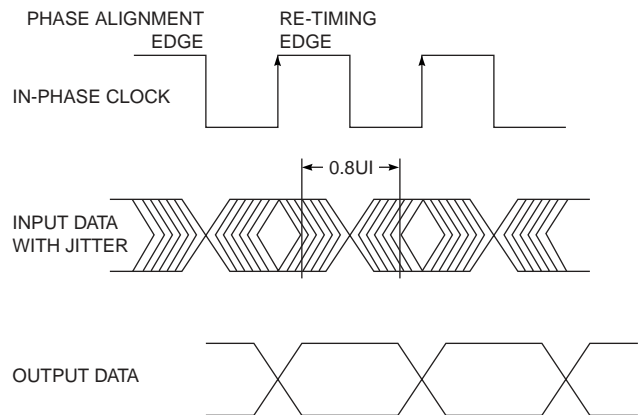 PHASE ALIGNMENT
EDGE
RE-TIMING
EDGE
IN-PHASE CLOCK
0.8UI
INPUT DATA
WITH JITTER
OUTPUT DATA